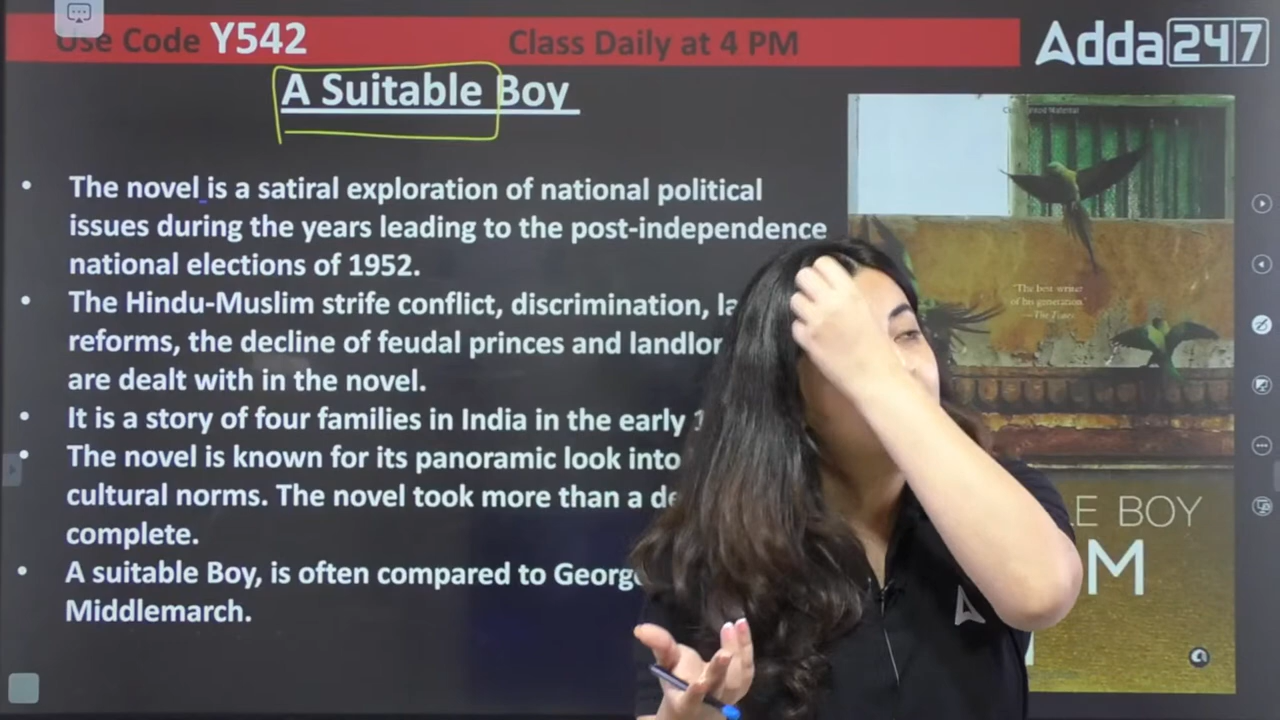 Use Code Y542
Class Daily at 4 PM
Adda247
A Suitable Boy
• The novel is a satiral exploration of national political
issues during the years leading to the post-independence
national elections of 1952.
• The Hindu-Muslim strife conflict, discrimination,
reforms, the decline of feudal princes and
are dealt with in the novel.
• It is a story of four families in India in the early
• The novel is known for its panoramic look into
cultural norms. The novel took more than a
complete.
• A suitable Boy, is often compared to George
Middlemarch.
'The best writer
of his generation'
—The Times
BOY
M